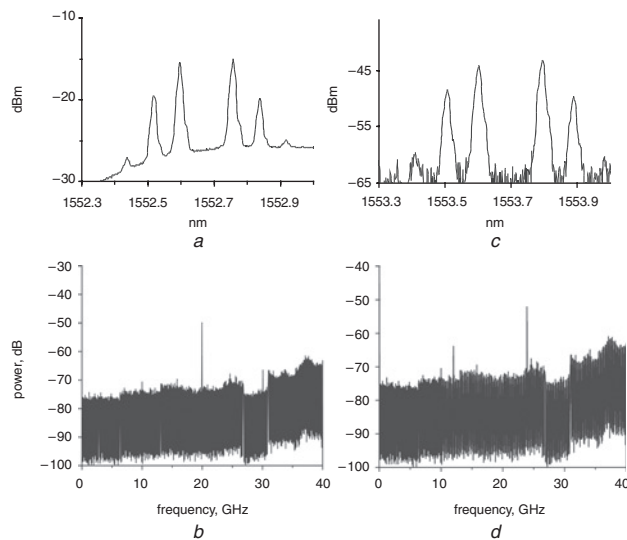 −10
−20
−30
dBm
1552.3 1552.5 1552.7 1552.9
nm
a
−45
−55
−65
dBm
1553.3 1553.5 1553.7 1553.9
nm
c
−30
−40
−50
−60
−70
−80
−90
−100
power, dB
0 10 20 30 40
frequency, GHz
b
−40
−50
−60
−70
−80
−90
−100
0 10 20 30 40
frequency, GHz
d